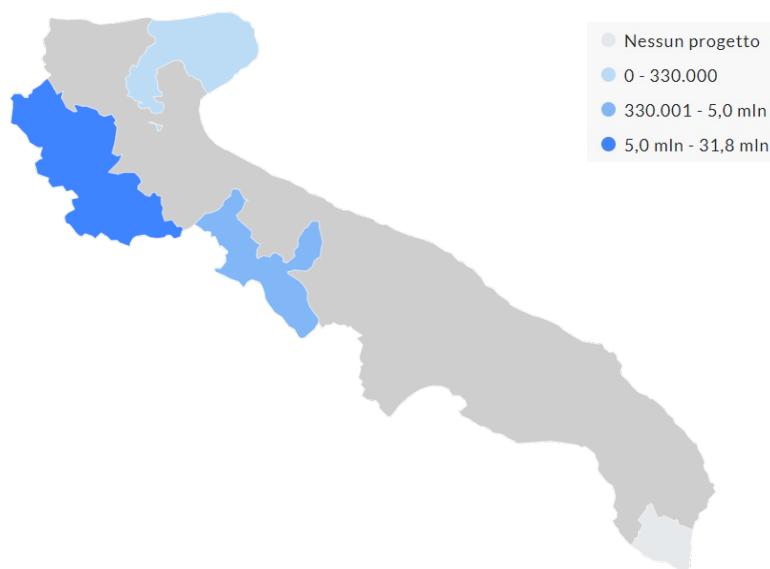 Nessun progetto
0 - 330.000
330.001 - 5,0 mln
5,0 mln - 31,8 mln